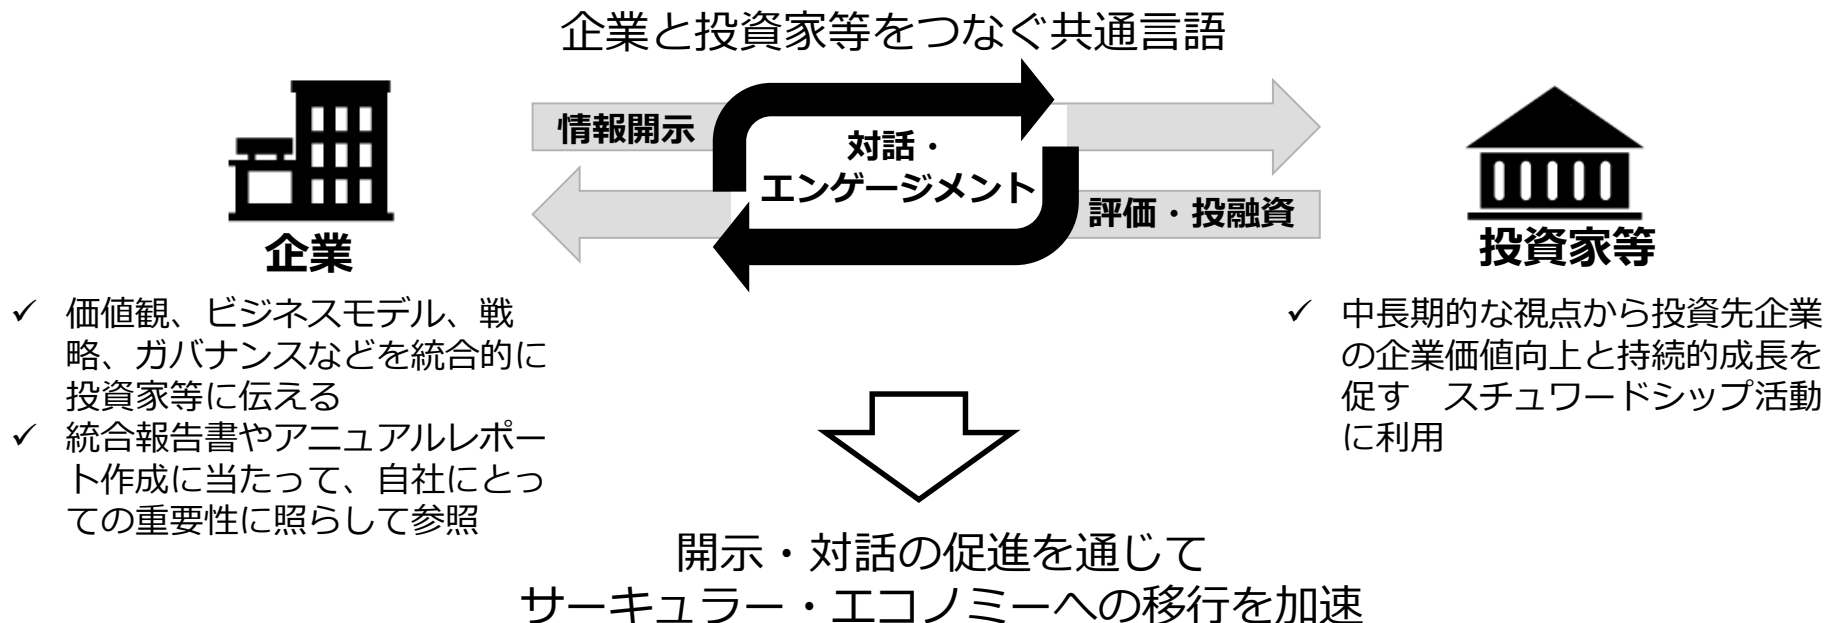 企業と投資家等をつなぐ共通言語
情報開示
対話・
エンゲージメント
評価・投融資
企業
投資家等
✓ 価値観、ビジネスモデル、戦
略、ガバナンスなどを統合的に
投資家等に伝える
✓ 統合報告書やアニュアルレポー
ト作成に当たって、自社にとっ
ての重要性に照らして参照
✓ 中長期的な視点から投資先企業
の企業価値向上と持続的成長を
促す　スチュワードシップ活動
に利用
開示・対話の促進を通じて
サーキュラー・エコノミーへの移行を加速